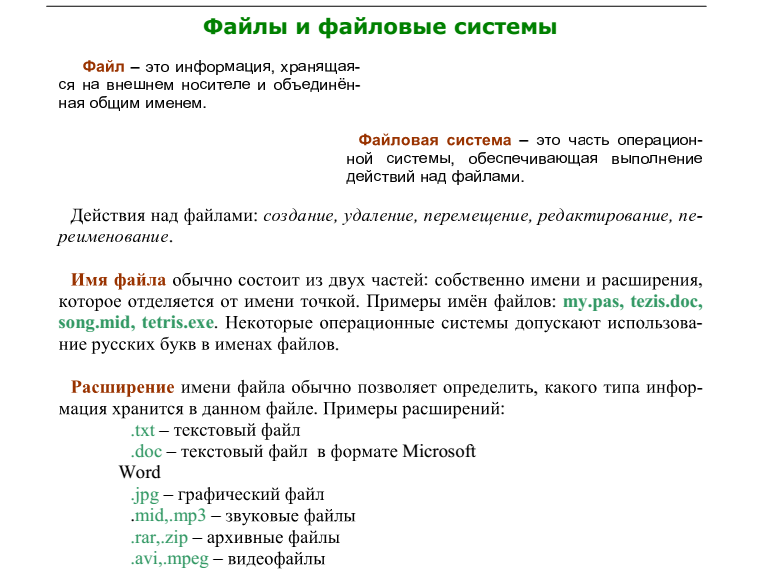 Файлы и файловые системы
Файл – это информация, хранящая-
ся на внешнем носителе и объединён-
ная общим именем.
Файловая система – это часть операцион-
ной системы, обеспечивающая выполнение
действий над файлами.
Действия над файлами: создание, удаление, перемещение, редактирование, пе-
реименование.
Имя файла обычно состоит из двух частей: собственно имени и расширения,
которое отделяется от имени точкой. Примеры имён файлов: my.pas, tezis.doc,
song.mid, tetris.exe. Некоторые операционные системы допускают использова-
ние русских букв в именах файлов.
Расширение имени файла обычно позволяет определить, какого типа инфор-
мация хранится в данном файле. Примеры расширений:
.txt – текстовый файл
.doc – текстовый файл в формате Microsoft
Word
.jpg – графический файл
.mid,.mp3 – звуковые файлы
.rar,.zip – архивные файлы
.avi,.mpeg – видеофайлы